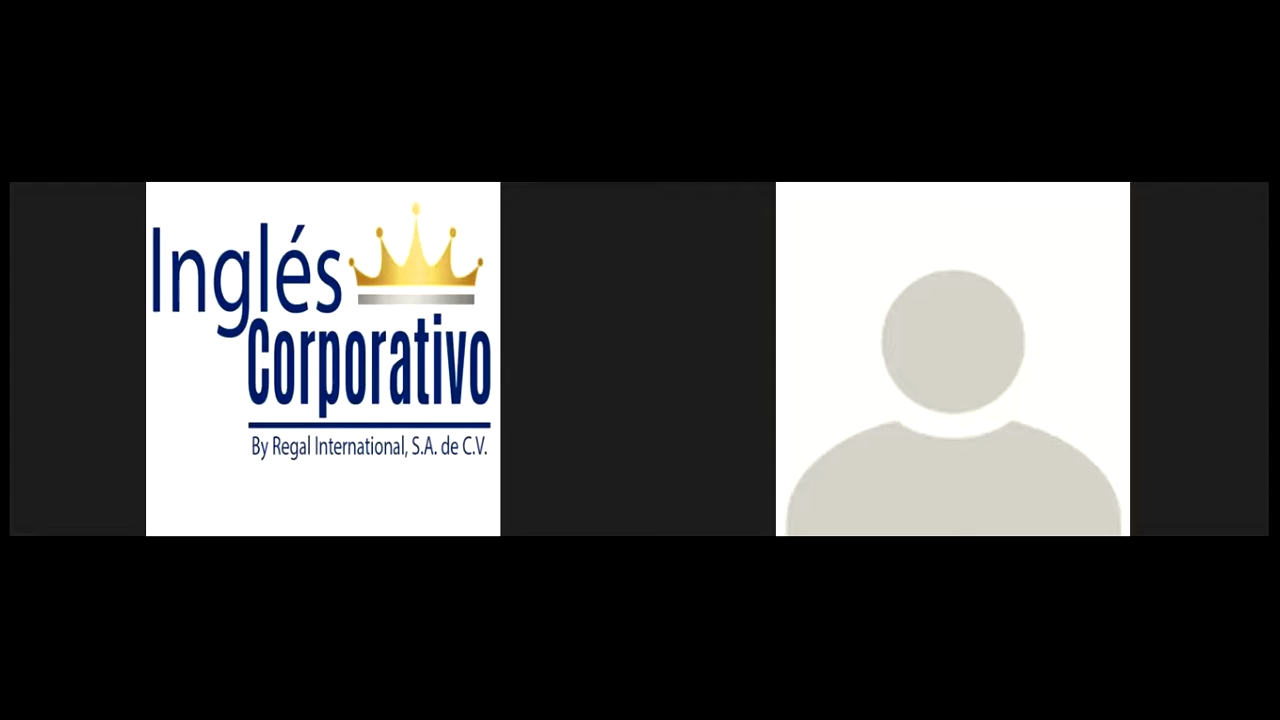 Inglés
Corporativo
By Regal International, S.A. de C.V.